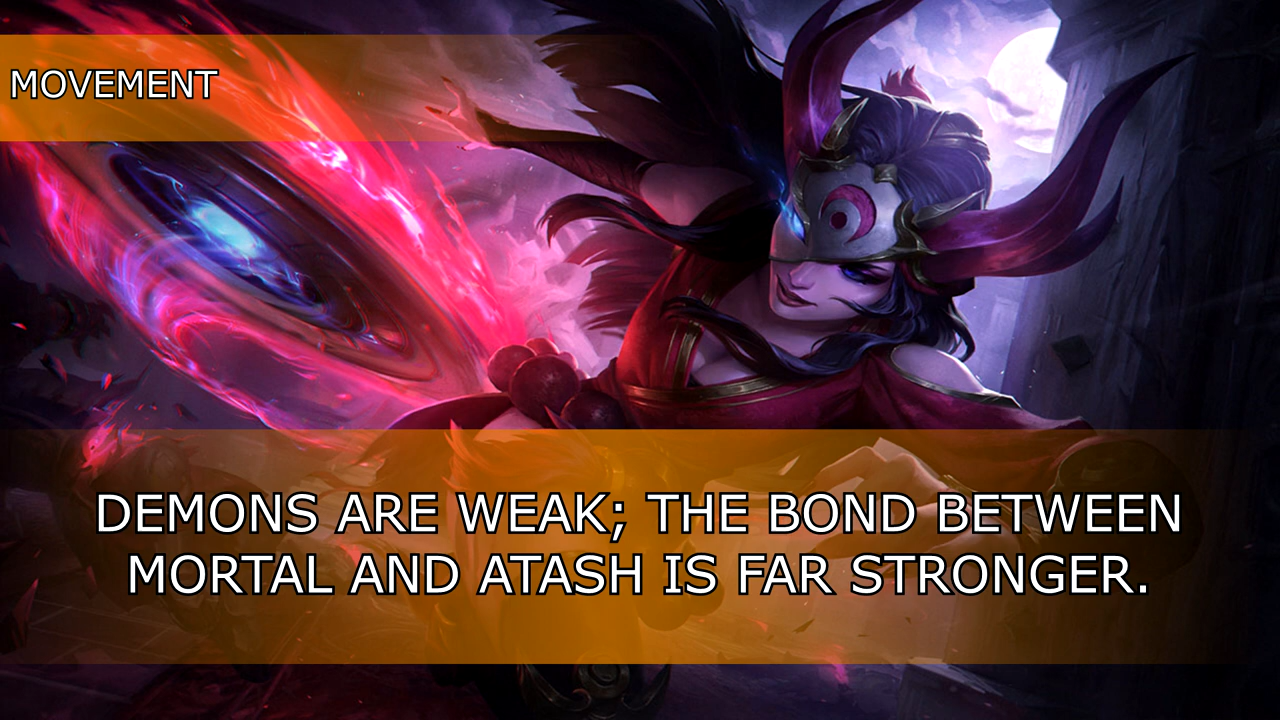 MOVEMENT
DEMONS ARE WEAK; THE BOND BETWEEN
MORTAL AND ATASH IS FAR STRONGER.